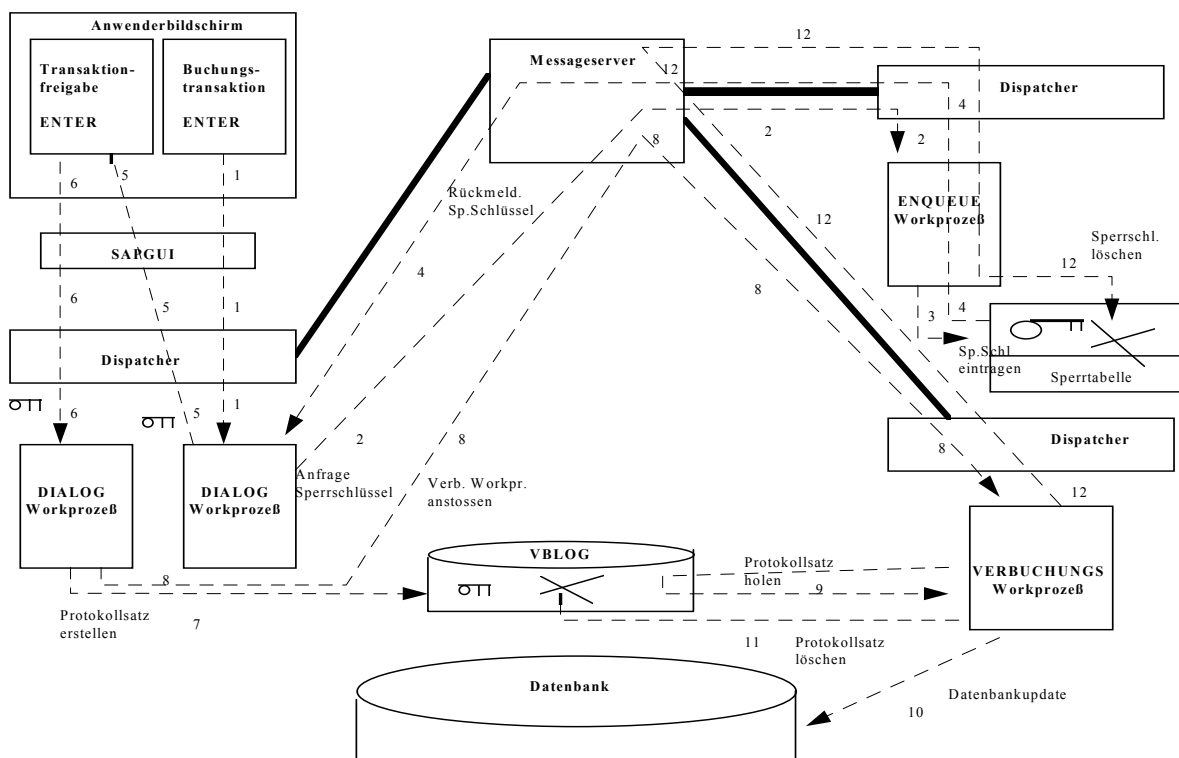 Anwenderbildschirm
Transaktion-
freigabe
ENTER
Buchungs-
transaktion
ENTER
6
5
1
SAPGUI
6
5
1
Dispatcher
6
5
1
DIALOG
Workprozeß
DIALOG
Workprozeß
8
Protokollsatz
erstellen
7
Messageserver
12
12
8
2
Rückmeld.
Sp.Schlüssel
4
2
Anfrage
Sperrschlüssel
8
Verb. Workpr.
anstossen
Dispatcher
4
2
ENQUEUE
Workprozeß
12
8
Sperrschl.
löschen
12
3
4
Sp.Schl
eintragen
Sperrtabelle
Dispatcher
8
12
VERBUCHUNGS
Workprozeß
VBLOG
Protokollsatz
holen
9
11
Protokollsatz
löschen
Datenbank
Datenbankupdate
10